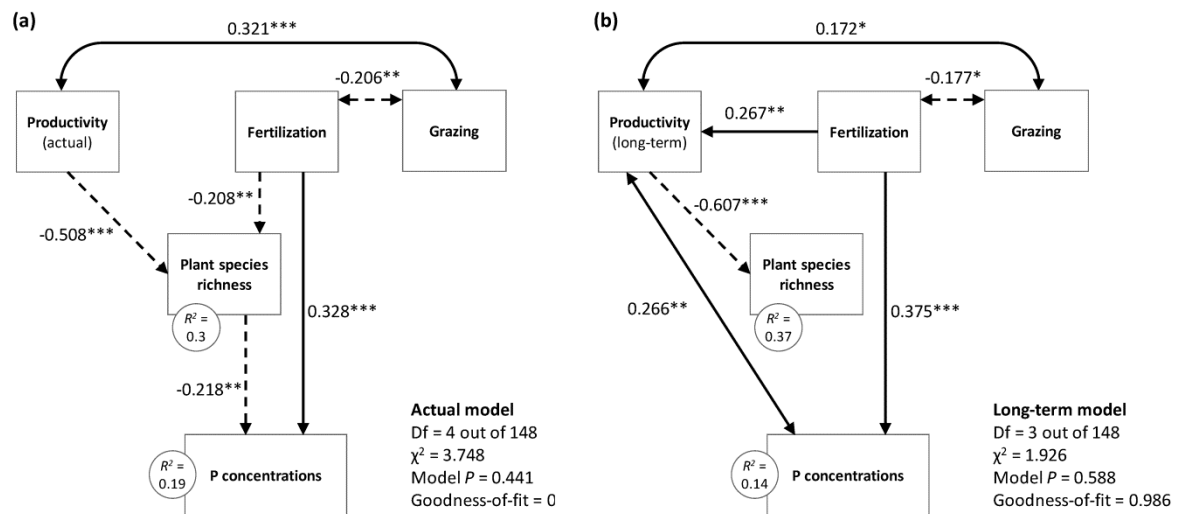 (a)
0.321***
-0.206**
Productivity
(actual)
Fertilization
Grazing
-0.208**
-0.508***
Plant species
richness
R² =
0.3
0.328***
-0.218**
R² =
0.19
P concentrations
Actual model
Df = 4 out of 148
χ² = 3.748
Model P = 0.441
Goodness-of-fit = 0
(b)
0.172*
-0.177*
Productivity
(long-term)
0.267**
Fertilization
Grazing
-0.607***
Plant species
richness
R² =
0.37
0.266**
0.375***
R² =
0.14
P concentrations
Long-term model
Df = 3 out of 148
χ² = 1.926
Model P = 0.588
Goodness-of-fit = 0.986